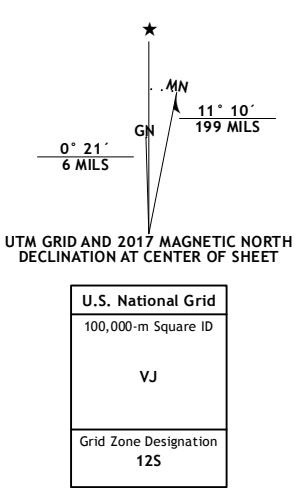 ★
MN
GN
11° 10´
199 MILS
0° 21´
6 MILS
UTM GRID AND 2017 MAGNETIC NORTH
DECLINATION AT CENTER OF SHEET
U.S. National Grid
100,000-m Square ID
VJ
Grid Zone Designation
12S